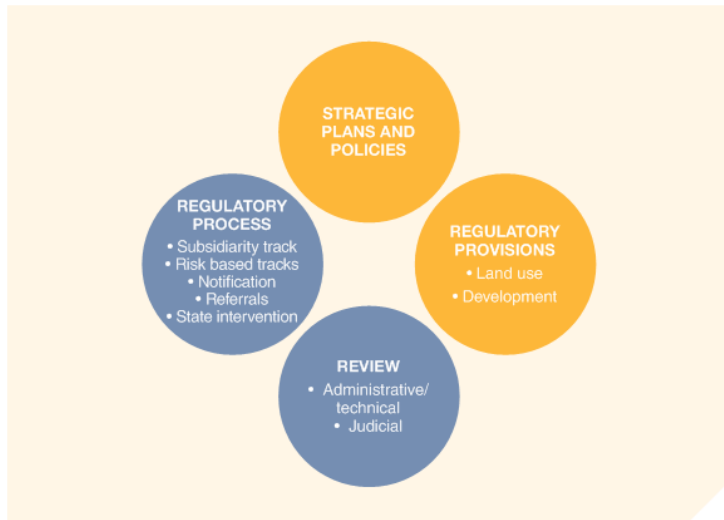 STRATEGIC
PLANS AND
POLICIES
REGULATORY
PROCESS
• Subsidiarity track
• Risk based tracks
• Notification
• Referrals
• State intervention
REGULATORY
PROVISIONS
• Land use
• Development
REVIEW
• Administrative/
technical
• Judicial